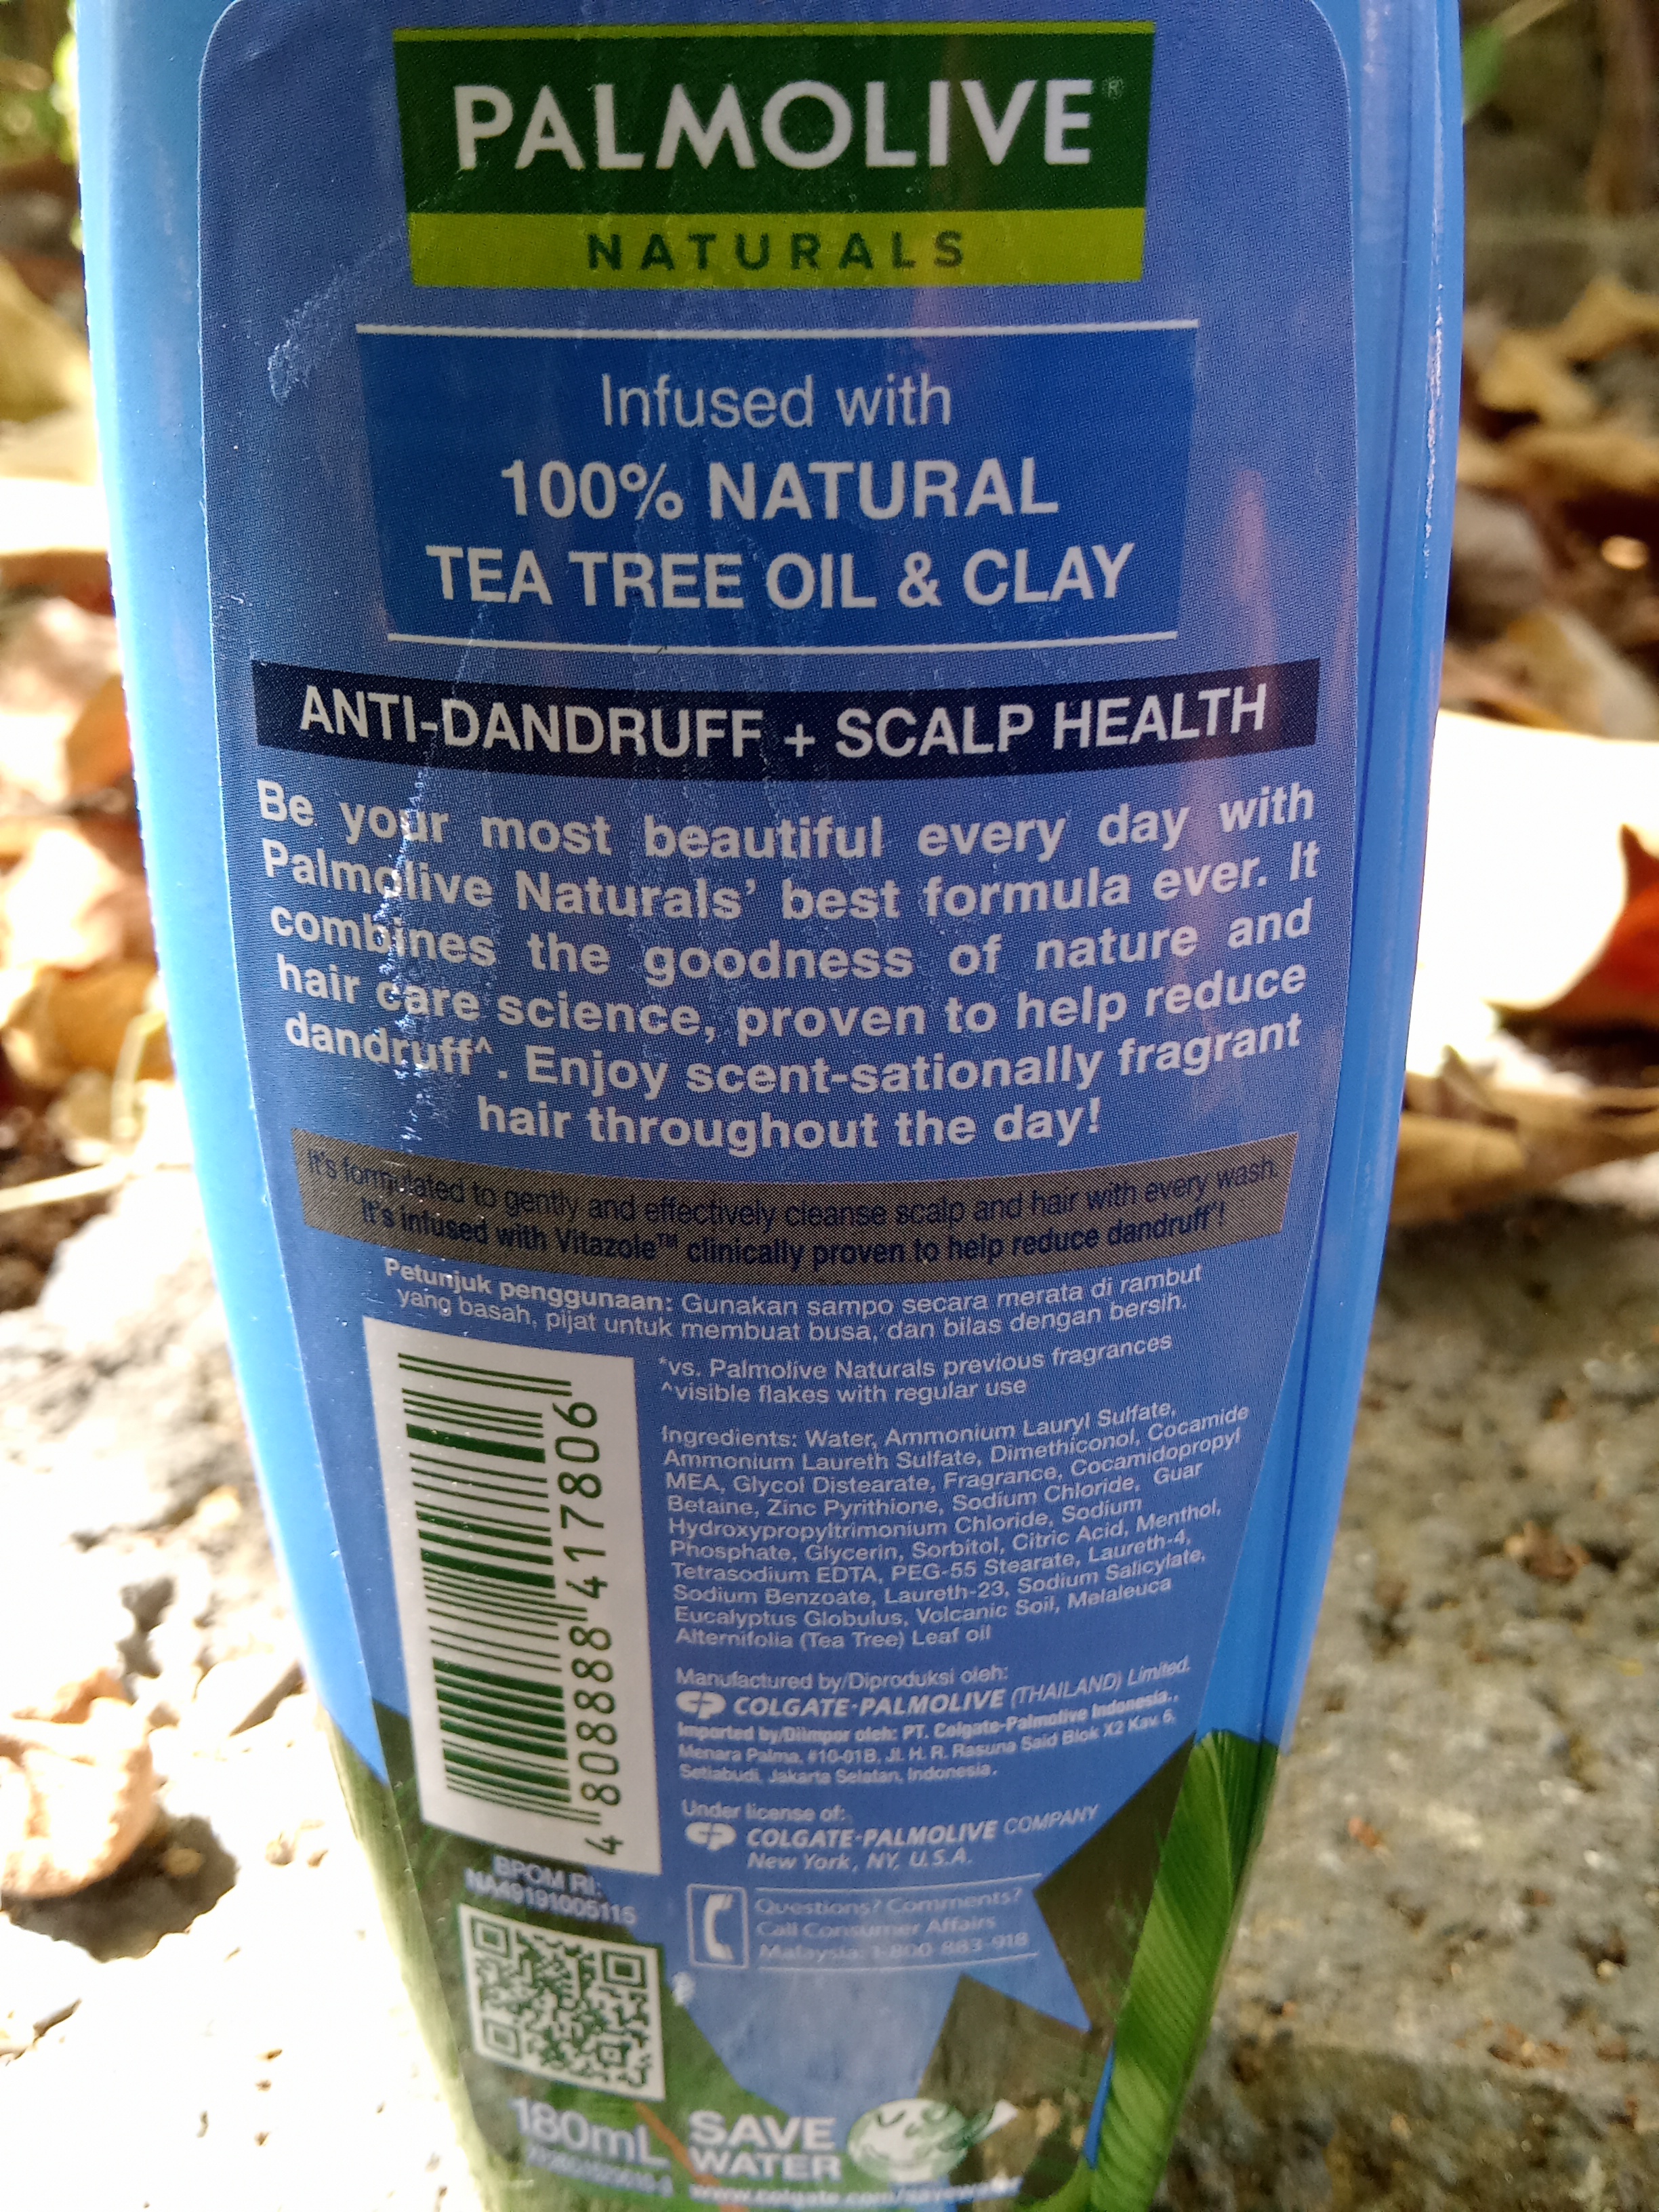 PALMOLIVE®
NATURALS
Infused with
100% NATURAL
TEA TREE OIL & CLAY
ANTI-DANDRUFF + SCALP HEALTH
Be your most beautiful every day with
Palmolive Naturals' best formula ever. It
combines the goodness of nature and
hair care science, proven to help reduce
dandruff^. Enjoy scent-sationally fragrant
hair throughout the day!
It's formulated to gently and effectively cleanse scalp and hair with every wash.
It's infused with Vitazole™ clinically proven to help reduce dandruff^!
Petunjuk penggunaan: Gunakan sampo secara merata di rambut
yang basah, pijat untuk membuat busa, dan bilas dengan bersih.
*vs. Palmolive Naturals previous fragrances
^visible flakes with regular use
Ingredients: Water, Ammonium Lauryl Sulfate,
Ammonium Laureth Sulfate, Dimethiconol, Cocamide
MEA, Glycol Distearate, Fragrance, Cocamidopropyl
Betaine, Zinc Pyrithione, Sodium Chloride, Guar
Hydroxypropyltrimonium Chloride, Sodium
Phosphate, Glycerin, Sorbitol, Citric Acid, Menthol,
Tetrasodium EDTA, PEG-55 Stearate, Laureth-4,
Sodium Benzoate, Laureth-23, Sodium Salicylate,
Eucalyptus Globulus, Volcanic Soil, Melaleuca
Alternifolia (Tea Tree) Leaf oil
4 808888 417806
Manufactured by/Diproduksi oleh:
CP COLGATE-PALMOLIVE (THAILAND) Limited.
Imported by/Diimpor oleh: PT. Colgate-Palmolive Indonesia.,
Menara Palma, #10-01B, Jl. H. R. Rasuna Said Blok X2 Kav 6,
Setiabudi, Jakarta Selatan, Indonesia.
Under license of:
CP COLGATE-PALMOLIVE COMPANY
New York, NY, U.S.A.
BPOM RI:
NA49191005115
Questions? Comments?
Call Consumer Affairs
Malaysia: 1-800-883-918
180mL
SAVE
WATER
www.colgate.com/savewater